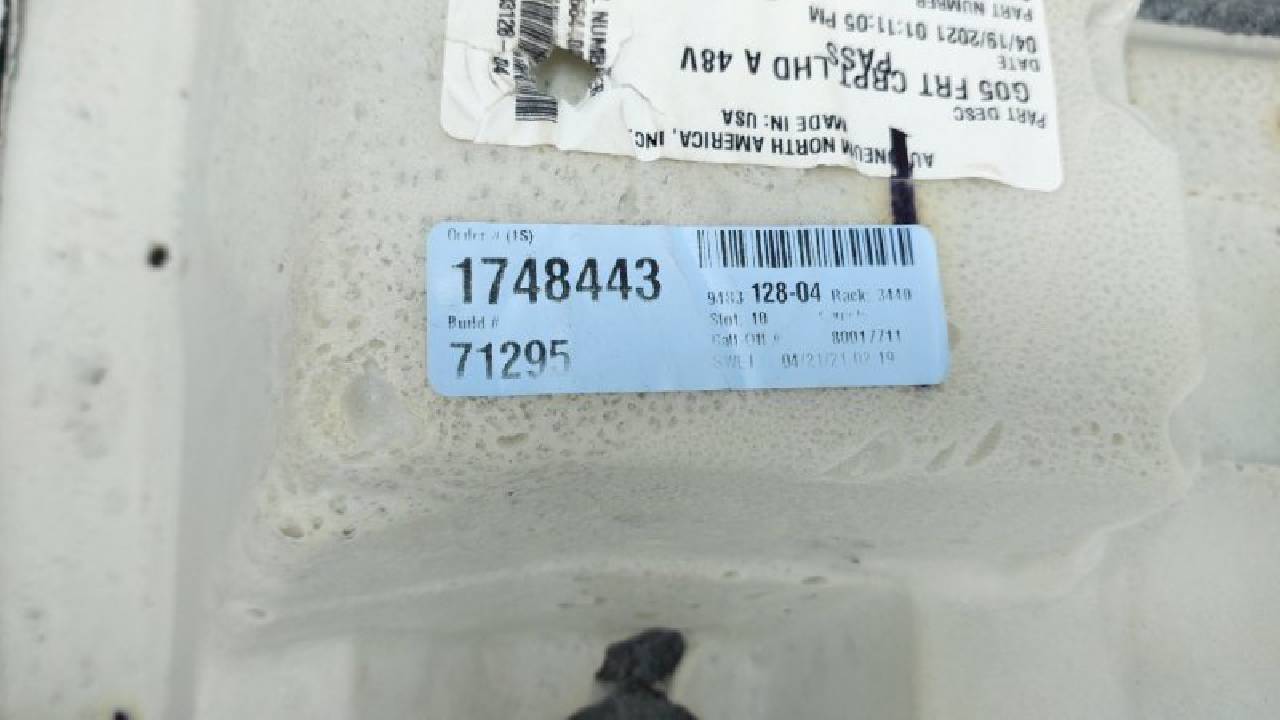 Order # (1S)
1748443
Build #
71295
9483 128-04 Rack: 3440
Slot: 10
Call Off # 80017711
04/21/21 02:19
AUTONEUM NORTH AMERICA, INC.
MADE IN: USA
PART DESC
G05 FRT CRPT LHD A 48V
PASS
DATE
04/19/2021 01:11:05 PM
PART NUMBER